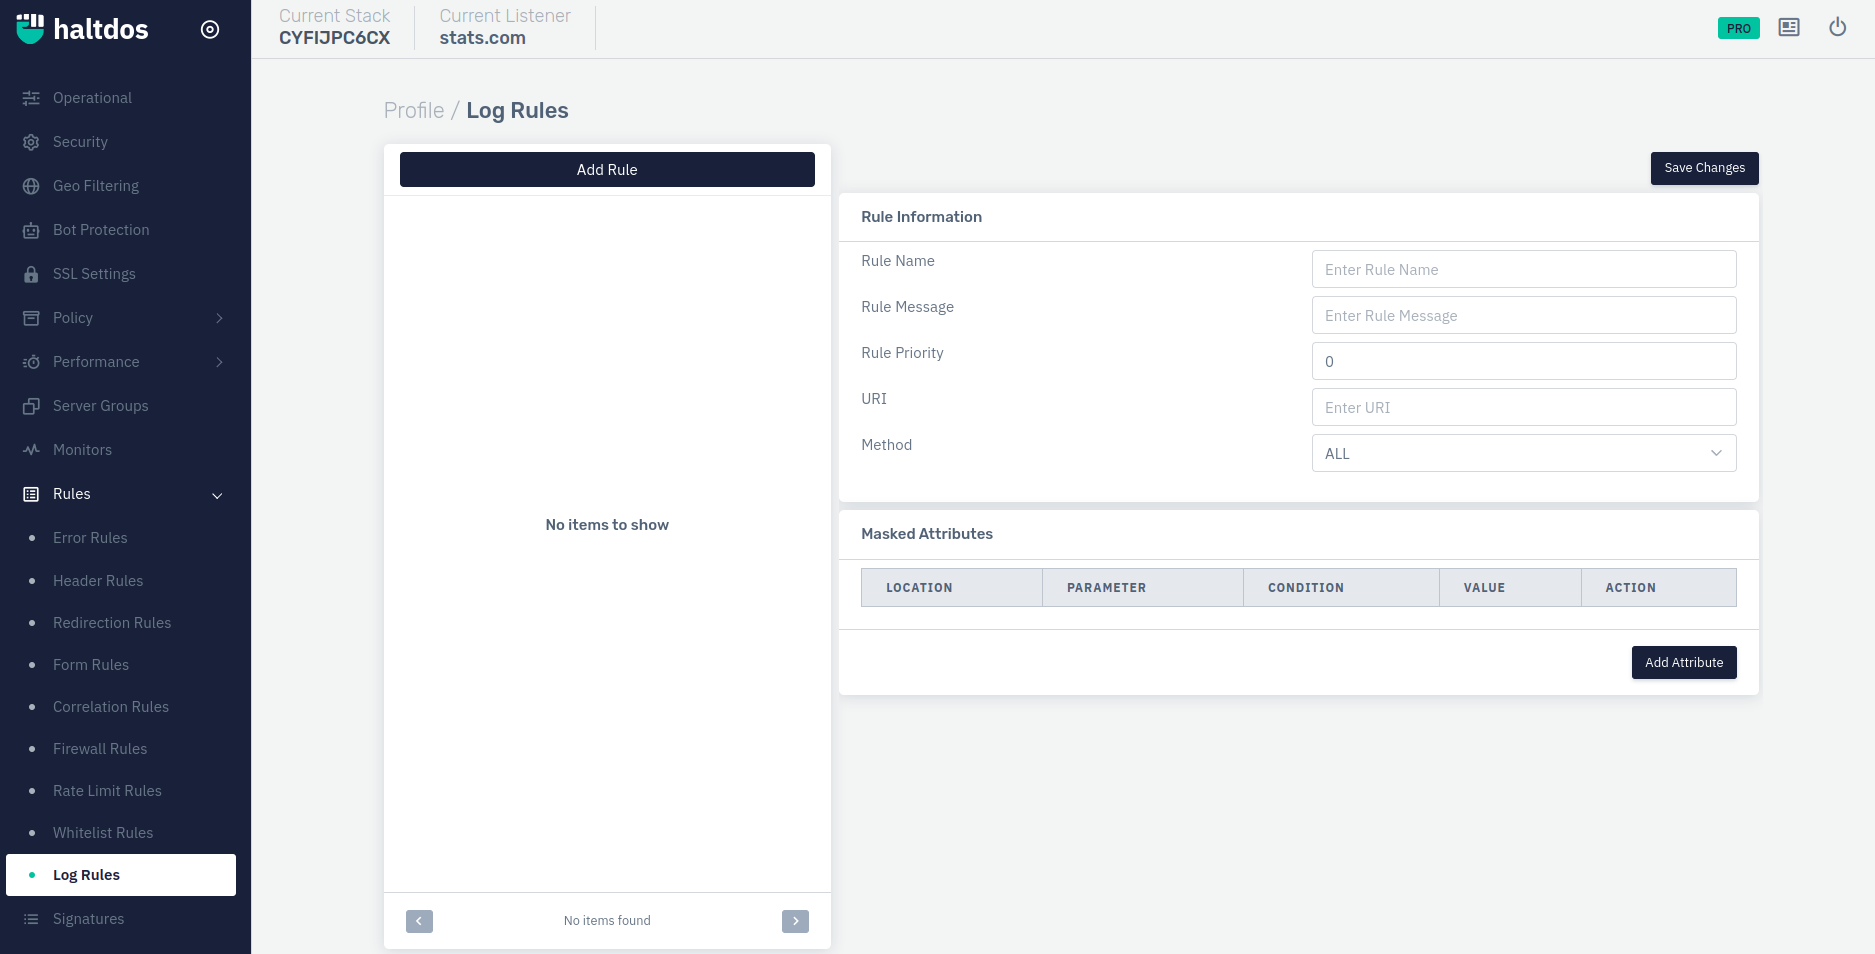 haltdos
Operational
Security
Geo Filtering
Bot Protection
SSL Settings
Policy
Performance
Server Groups
Monitors
Rules
Error Rules
Header Rules
Redirection Rules
Form Rules
Correlation Rules
Firewall Rules
Rate Limit Rules
Whitelist Rules
Log Rules
Signatures
Current Stack
CYFIJPC6CX
Current Listener
stats.com
PRO
Profile / Log Rules
Add Rule
No items to show
No items found
Save Changes
Rule Information
Rule Name
Enter Rule Name
Rule Message
Enter Rule Message
Rule Priority
0
URI
Enter URI
Method
ALL
Masked Attributes
LOCATION PARAMETER CONDITION VALUE ACTION
Add Attribute